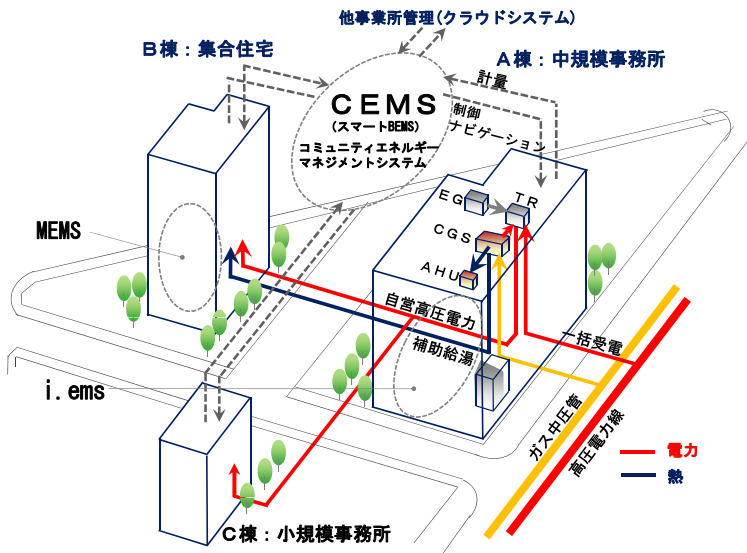 他事業所管理(クラウドシステム)
B棟：集合住宅
A棟：中規模事務所
計量
CEMS
(スマートBEMS)
コミュニティエネルギー
マネジメントシステム
制御
ナビゲーション
EG
TR
CGS
AHU
MEMS
自営高圧電力
補助給湯
一括受電
i.ems
ガス中圧管
高圧電力線
電力
熱
C棟：小規模事務所